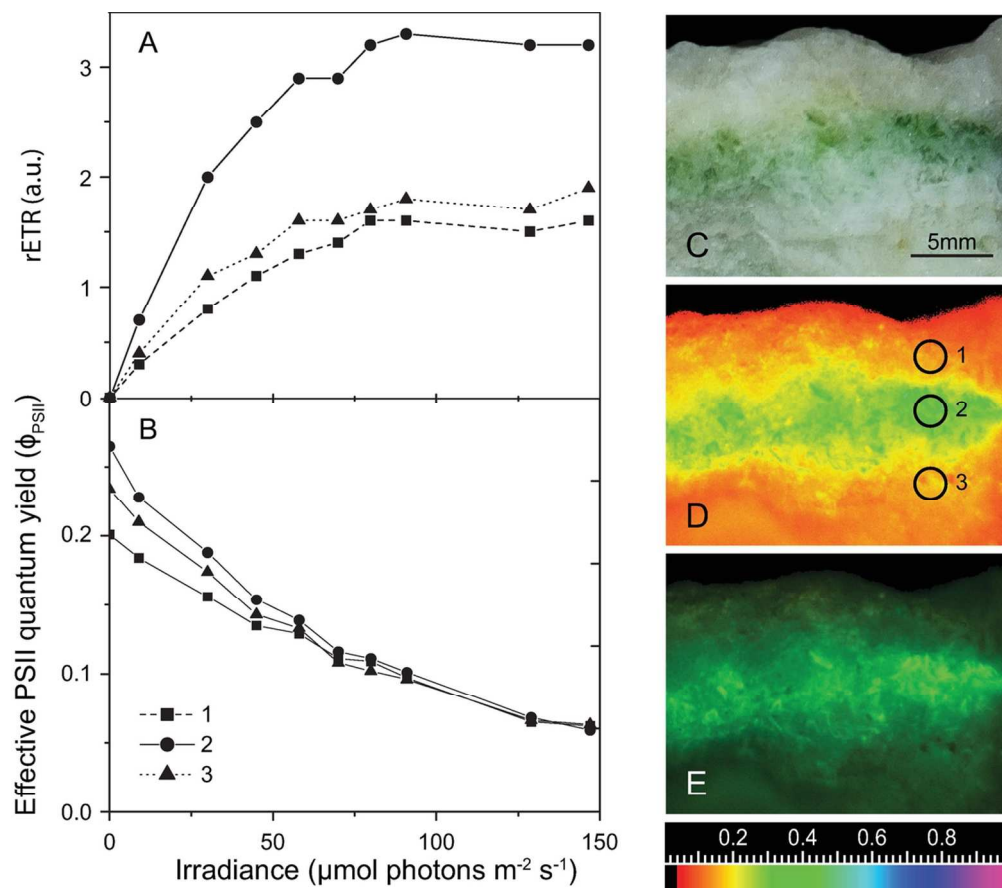 A
3
2
1
0
rETR (a.u.)
B
0.2
0.1
0.0
Effective PSII quantum yield (ϕPSII)
1
2
3
0
50
100
150
Irradiance (μmol photons m⁻² s⁻¹)
C
5mm
1
2
3
D
E
0.2 0.4 0.6 0.8